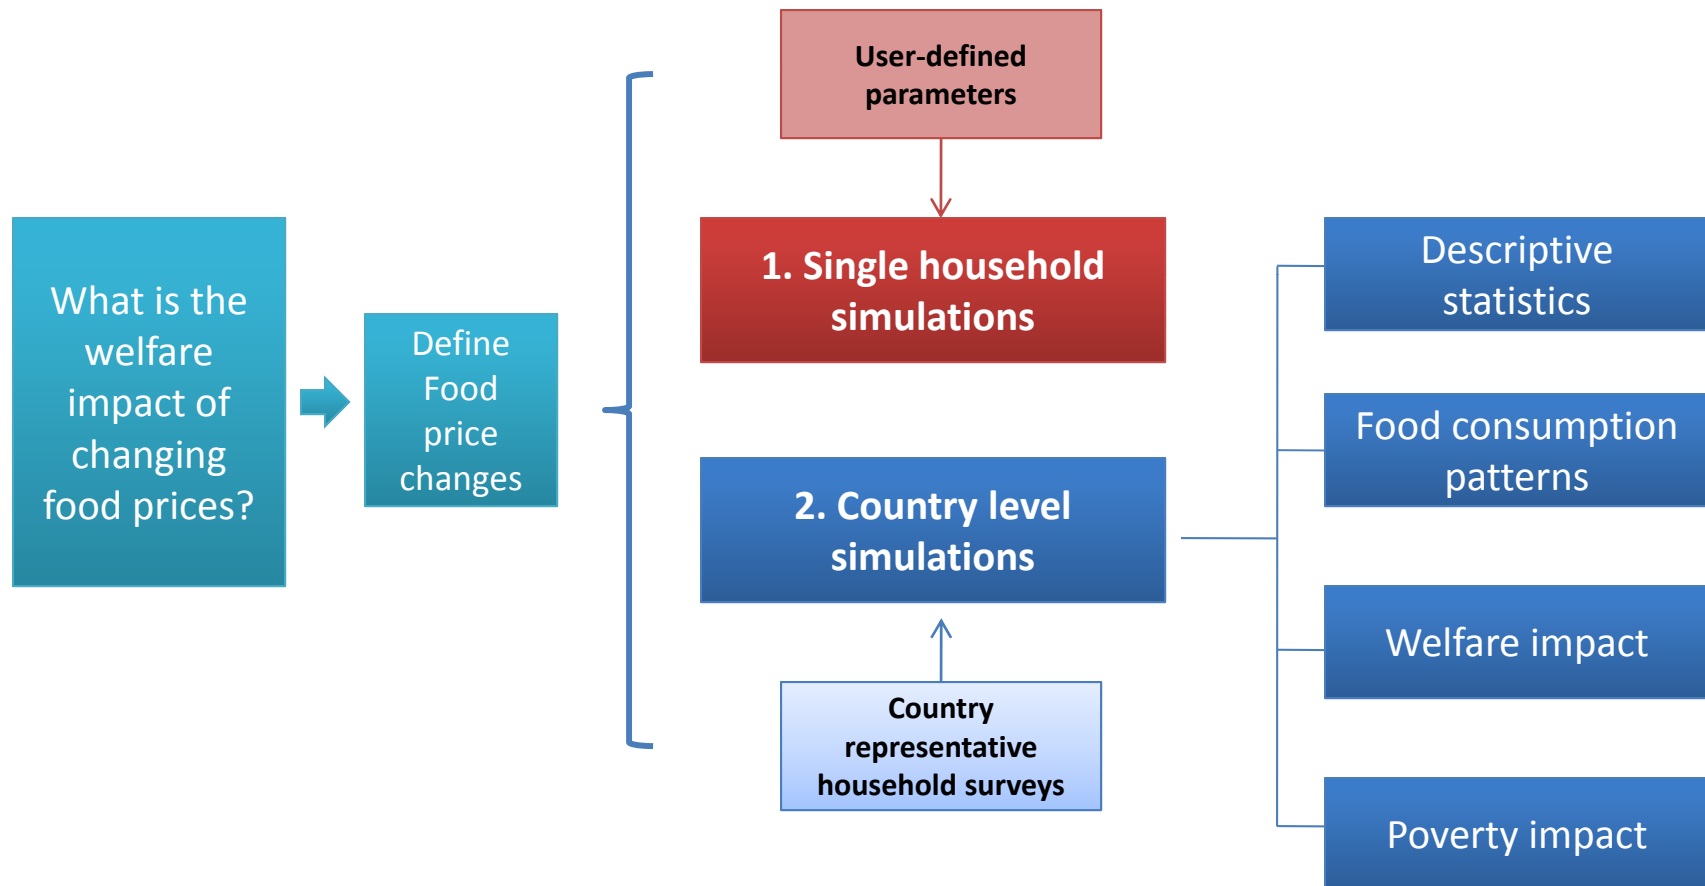 What is the
welfare
impact of
changing
food prices?
Define
Food
price
changes
User-defined
parameters
1. Single household
simulations
2. Country level
simulations
Country
representative
household surveys
Descriptive
statistics
Food consumption
patterns
Welfare impact
Poverty impact